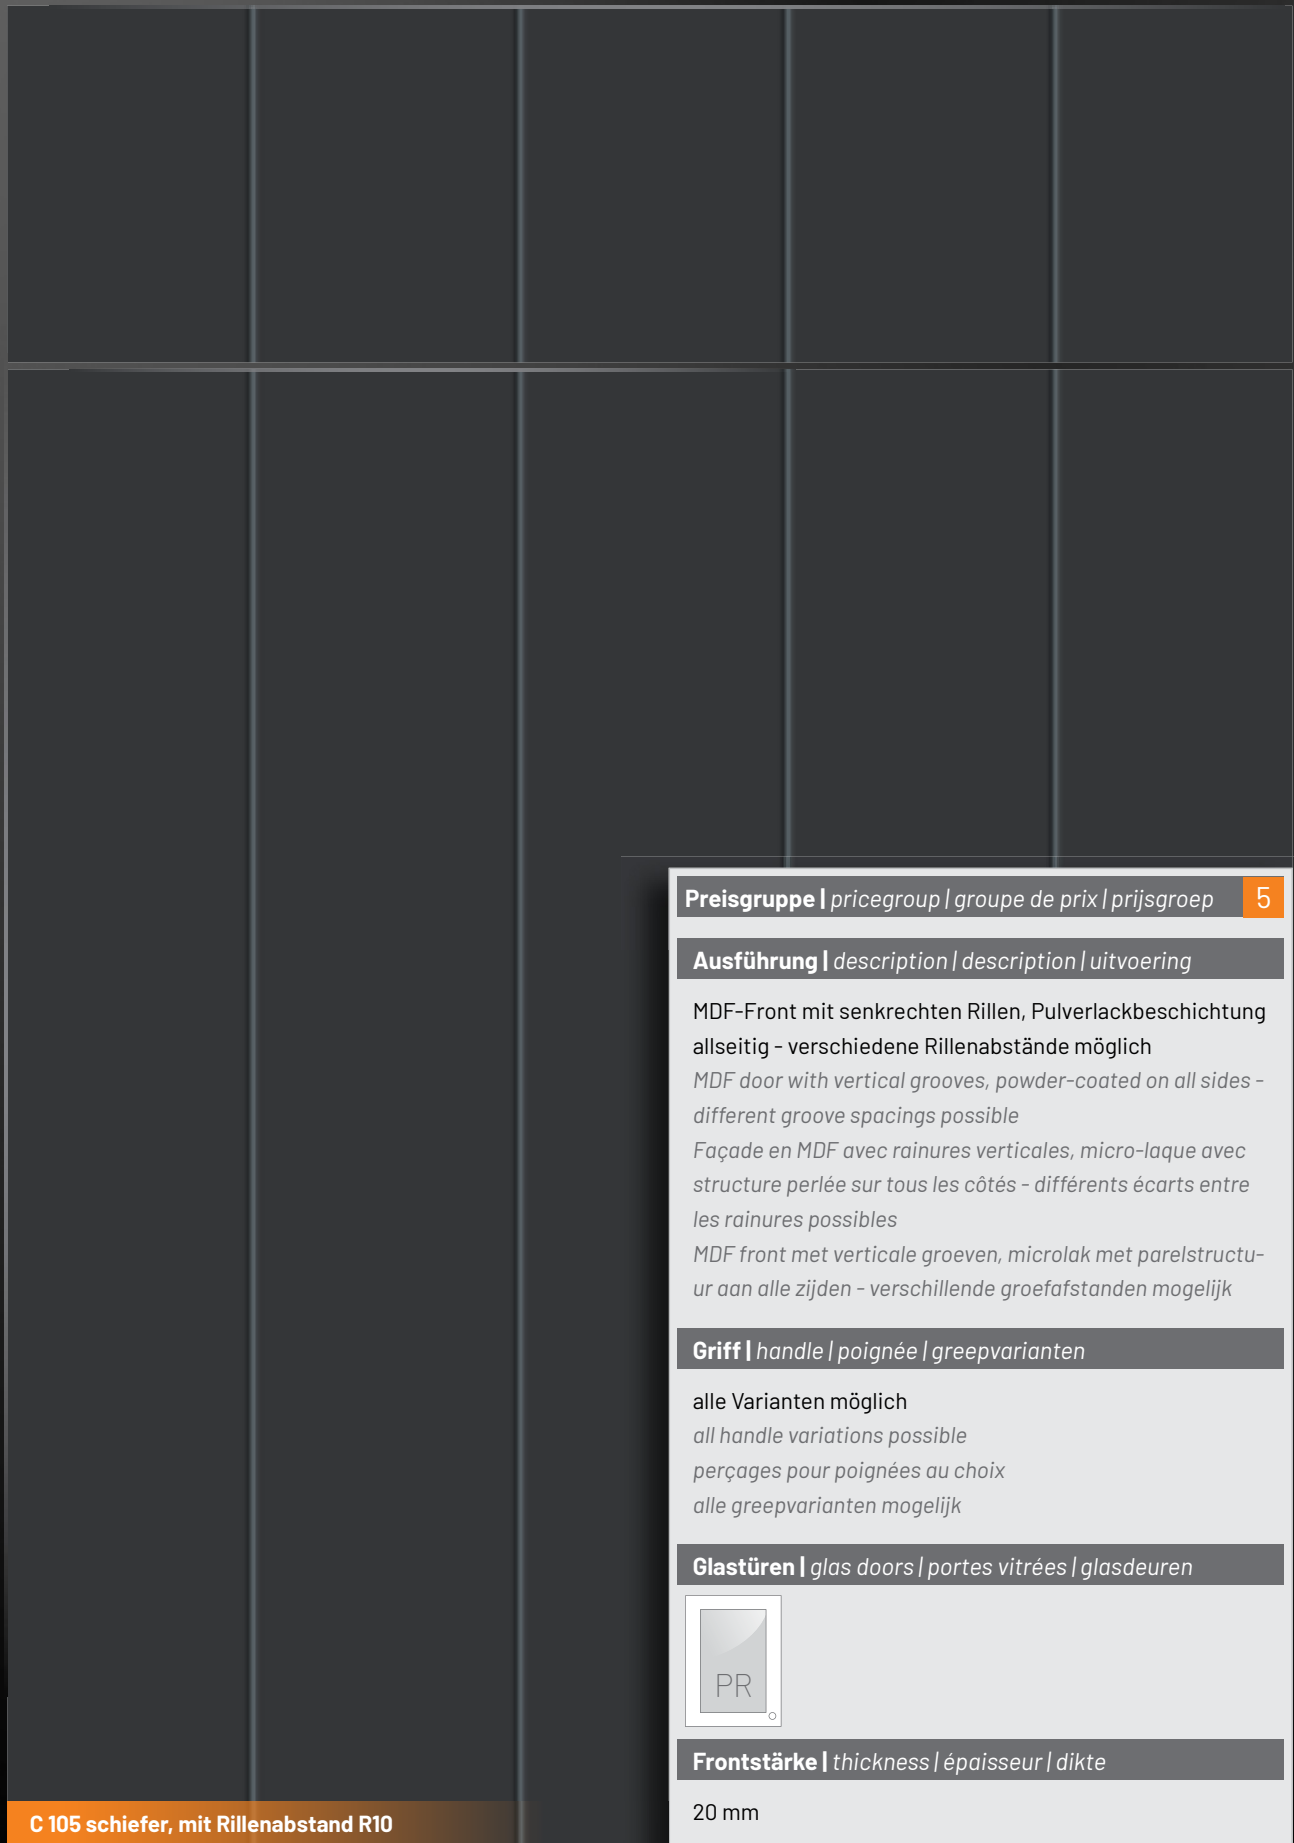 Preisgruppe | pricegroup | groupe de prix | prijsgroep 5
Ausführung | description | description | uitvoering
MDF-Front mit senkrechten Rillen, Pulverlackbeschichtung
allseitig - verschiedene Rillenabstände möglich
MDF door with vertical grooves, powder-coated on all sides -
different groove spacings possible
Façade en MDF avec rainures verticales, micro-laque avec
structure perlée sur tous les côtés - différents écarts entre
les rainures possibles
MDF front met verticale groeven, microlak met parelstructu-
ur aan alle zijden - verschillende groefafstanden mogelijk
Griff | handle | poignée | greepvarianten
alle Varianten möglich
all handle variations possible
perçages pour poignées au choix
alle greepvarianten mogelijk
Glastüren | glas doors | portes vitrées | glasdeuren
PR
Frontstärke | thickness | épaisseur | dikte
20 mm
C 105 schiefer, mit Rillenabstand R10